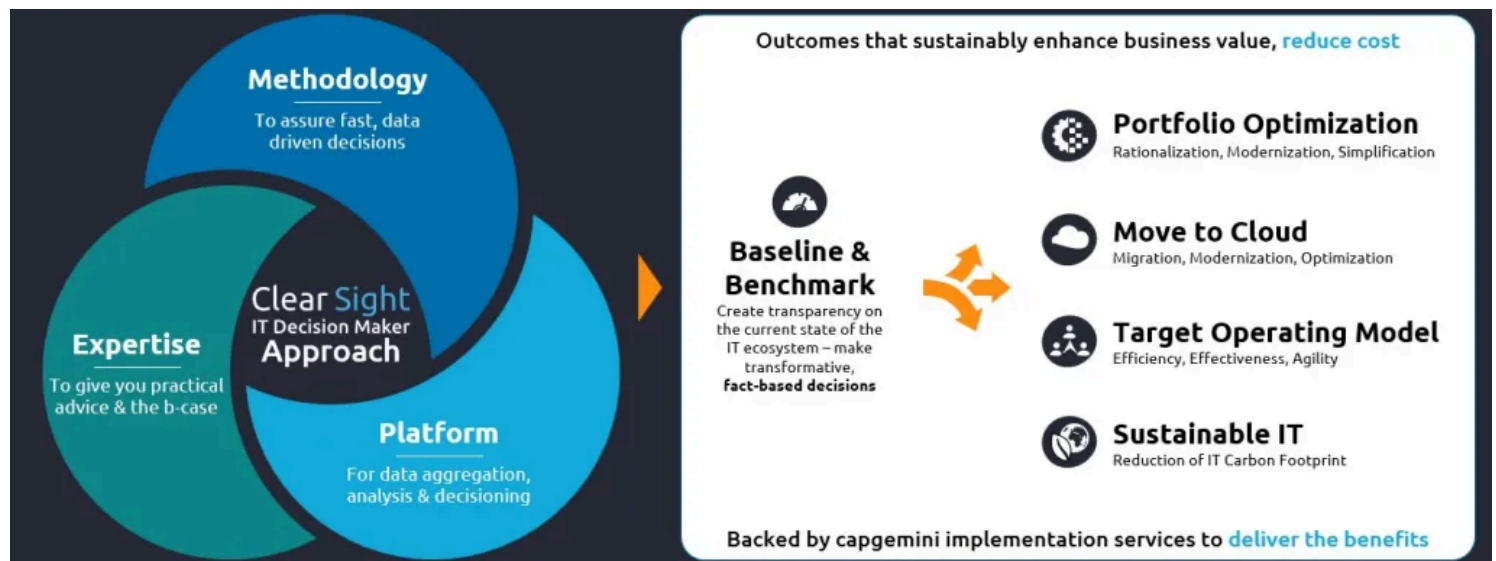 Methodology
To assure fast, data
driven decisions
Expertise
To give you practical
advice & the b-case
Clear Sight
IT Decision Maker
Approach
Platform
For data aggregation,
analysis & decisioning
Outcomes that sustainably enhance business value, reduce cost
Baseline &
Benchmark
Create transparency on
the current state of the
IT ecosystem – make
transformative,
fact-based decisions
Portfolio Optimization
Rationalization, Modernization, Simplification
Move to Cloud
Migration, Modernization, Optimization
Target Operating Model
Efficiency, Effectiveness, Agility
Sustainable IT
Reduction of IT Carbon Footprint
Backed by capgemini implementation services to deliver the benefits